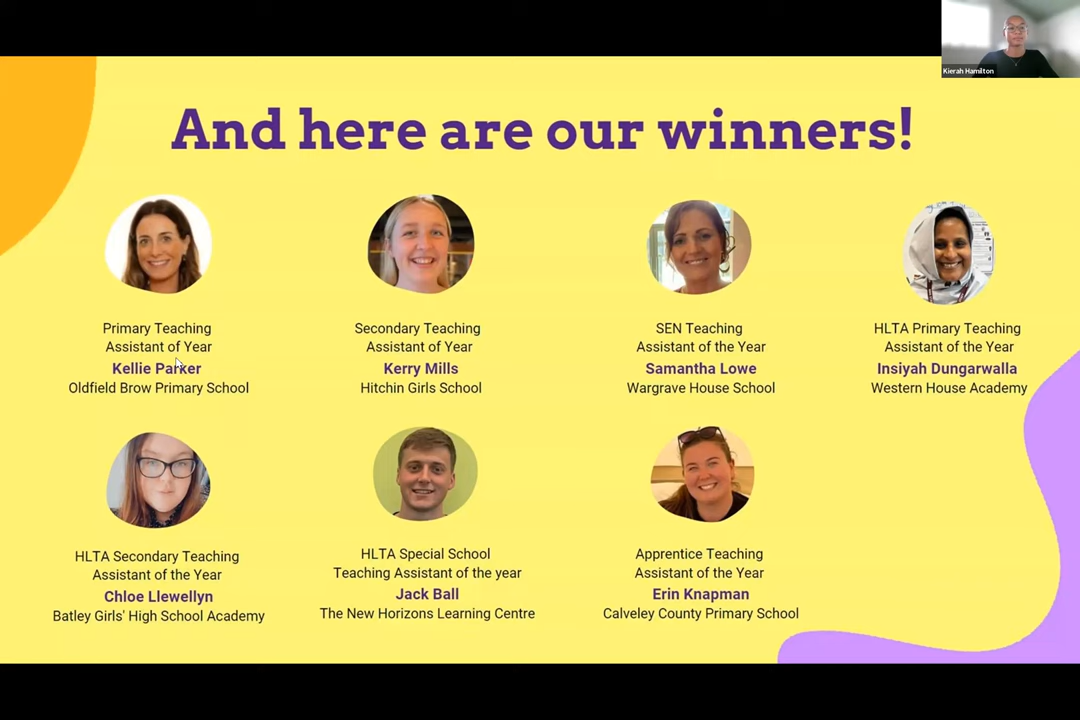 Kierah Hamilton
And here are our winners!
Primary Teaching
Assistant of Year
Kellie Parker
Oldfield Brow Primary School
Secondary Teaching
Assistant of Year
Kerry Mills
Hitchin Girls School
SEN Teaching
Assistant of the Year
Samantha Lowe
Wargrave House School
HLTA Primary Teaching
Assistant of the Year
Insiyah Dungarwalla
Western House Academy
HLTA Secondary Teaching
Assistant of the Year
Chloe Llewellyn
Batley Girls' High School Academy
HLTA Special School
Teaching Assistant of the year
Jack Ball
The New Horizons Learning Centre
Apprentice Teaching
Assistant of the Year
Erin Knapman
Calveley County Primary School